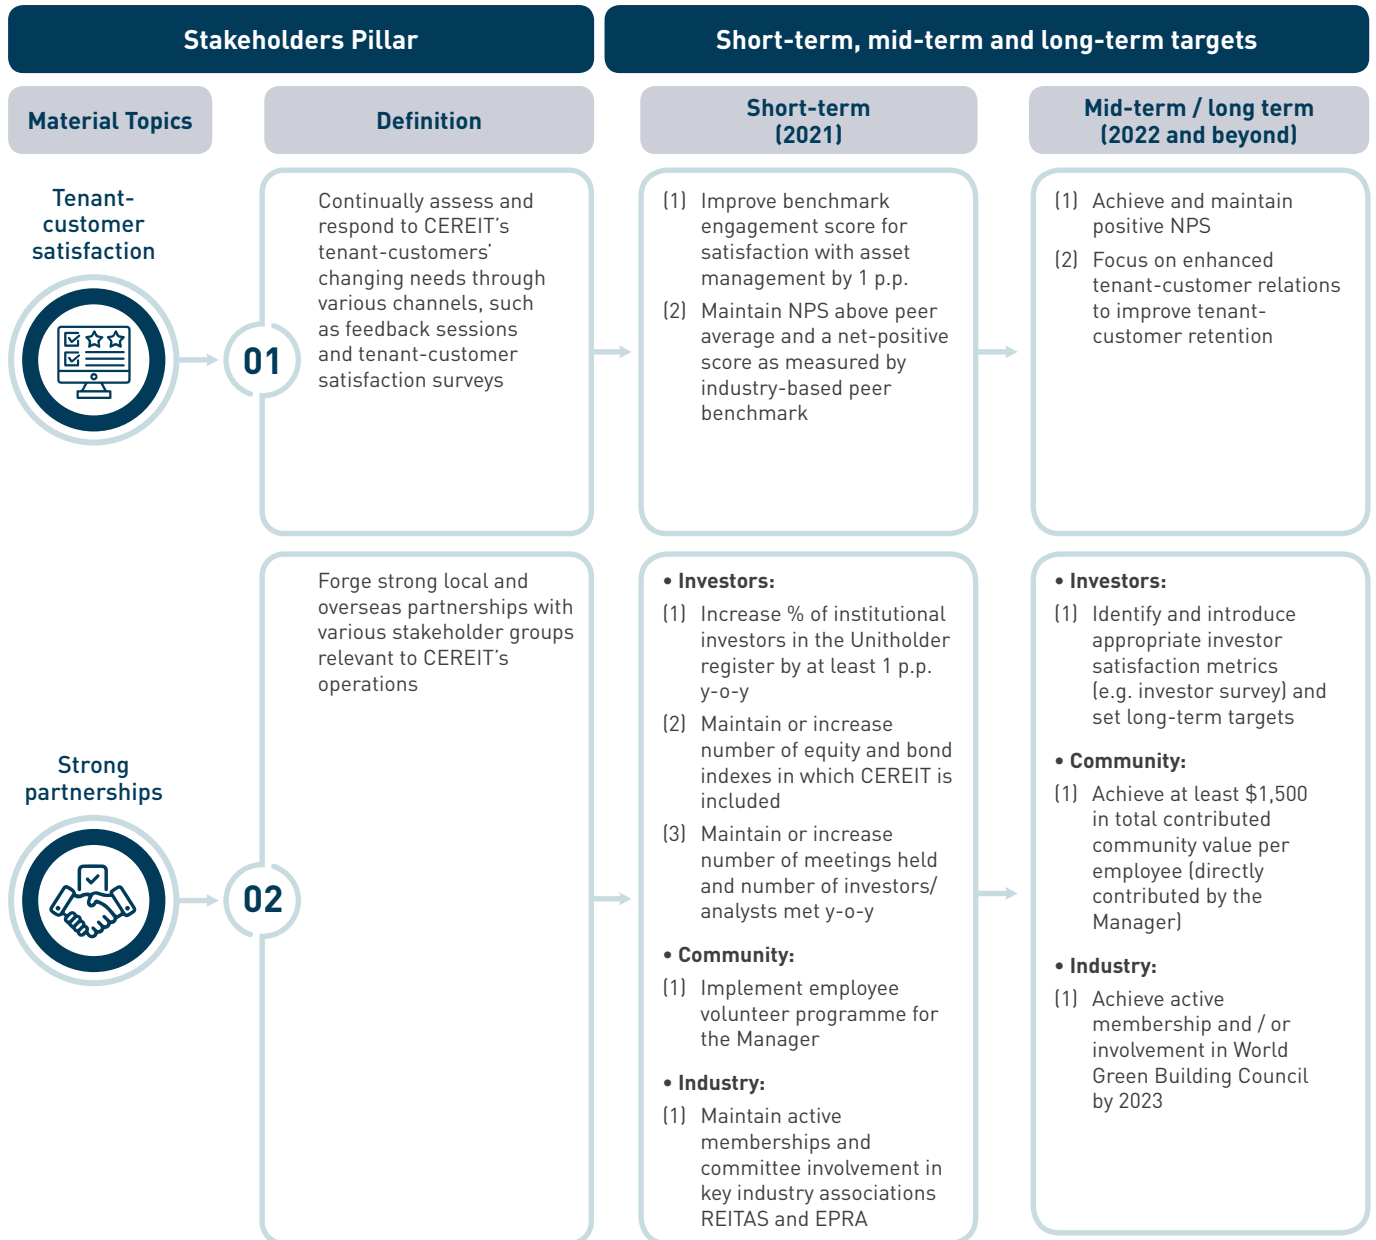 Stakeholders Pillar
Short-term, mid-term and long-term targets
Material Topics
Definition
Short-term
(2021)
Mid-term / long term
(2022 and beyond)
Tenant-
customer
satisfaction
01
Continually assess and
respond to CEREIT's
tenant-customers'
changing needs through
various channels, such
as feedback sessions
and tenant-customer
satisfaction surveys
(1) Improve benchmark
engagement score for
satisfaction with asset
management by 1 p.p.
(2) Maintain NPS above peer
average and a net-positive
score as measured by
industry-based peer
benchmark
(1) Achieve and maintain
positive NPS
(2) Focus on enhanced
tenant-customer relations
to improve tenant-
customer retention
Strong
partnerships
02
Forge strong local and
overseas partnerships with
various stakeholder groups
relevant to CEREIT's
operations
• Investors:
(1) Increase % of institutional
investors in the Unitholder
register by at least 1 p.p.
y-o-y
(2) Maintain or increase
number of equity and bond
indexes in which CEREIT is
included
(3) Maintain or increase
number of meetings held
and number of investors/
analysts met y-o-y
• Community:
(1) Implement employee
volunteer programme for
the Manager
• Industry:
(1) Maintain active
memberships and
committee involvement in
key industry associations
REITAS and EPRA
• Investors:
(1) Identify and introduce
appropriate investor
satisfaction metrics
(e.g. investor survey) and
set long-term targets
• Community:
(1) Achieve at least $1,500
in total contributed
community value per
employee (directly
contributed by the
Manager)
• Industry:
(1) Achieve active
membership and / or
involvement in World
Green Building Council
by 2023